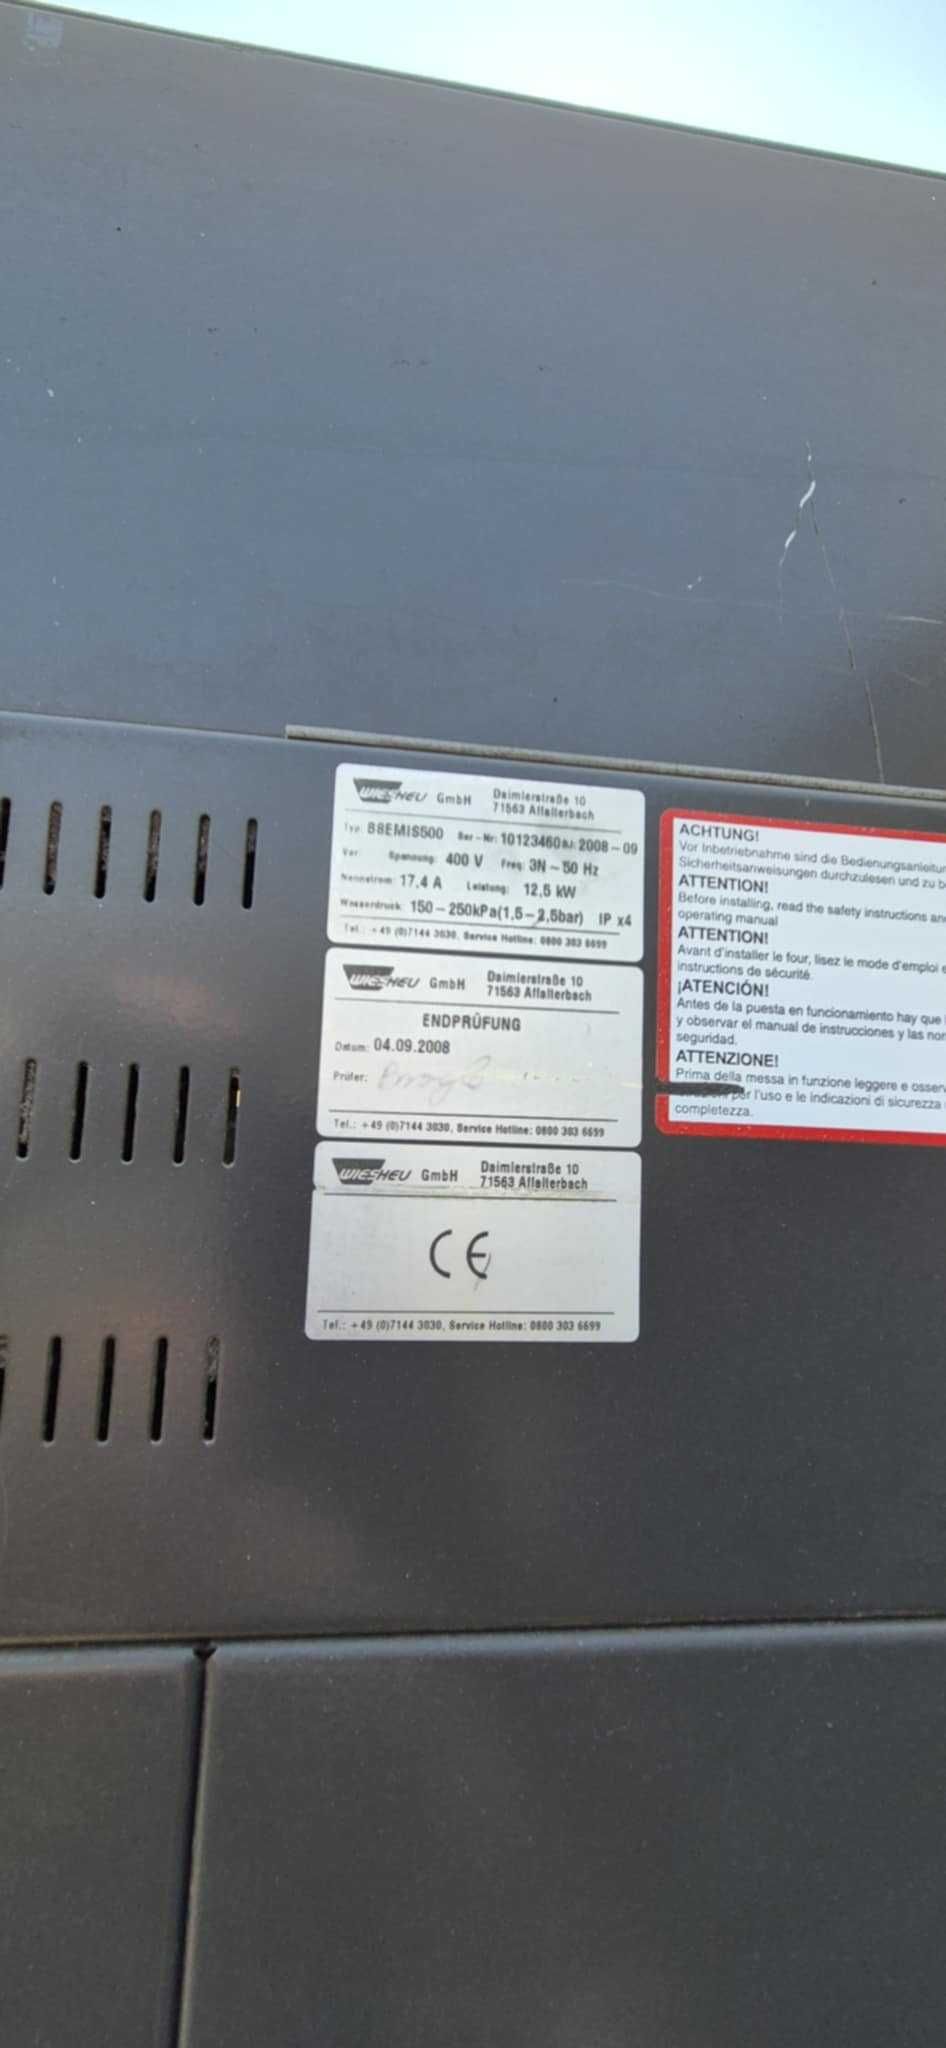 WIESHEU GmbH Daimlerstraße 10
71563 Affalterbach
Typ: B8EMIS500 Ser-Nr: 10123460 BJ: 2008-09
Var: Spannung: 400 V Freq: 3N~50 Hz
Nennstrom: 17,4 A Leistung: 12,5 kW
Wasserdruck: 150-250kPa(1,5-2,5bar) IP x4
Tel.: +49 (0)7144 3030, Service Hotline: 0800 303 6699
WIESHEU GmbH Daimlerstraße 10
71563 Affalterbach
ENDPRÜFUNG
Datum: 04.09.2008
Prüfer:
Tel.: +49 (0)7144 3030, Service Hotline: 0800 303 6699
WIESHEU GmbH Daimlerstraße 10
71563 Affalterbach
CE
Tel.: +49 (0)7144 3030, Service Hotline: 0800 303 6699
ACHTUNG!
Vor Inbetriebnahme sind die Bedienungsanleitun
Sicherheitsanweisungen durchzulesen und zu b
ATTENTION!
Before installing, read the safety instructions an
operating manual
ATTENTION!
Avant d'installer le four, lisez le mode d'emploi e
instructions de sécurité.
¡ATENCIÓN!
Antes de la puesta en funcionamiento hay que
y observar el manual de instrucciones y las nor
seguridad.
ATTENZIONE!
Prima della messa in funzione leggere e osser
per l'uso e le indicazioni di sicurezza
completezza.